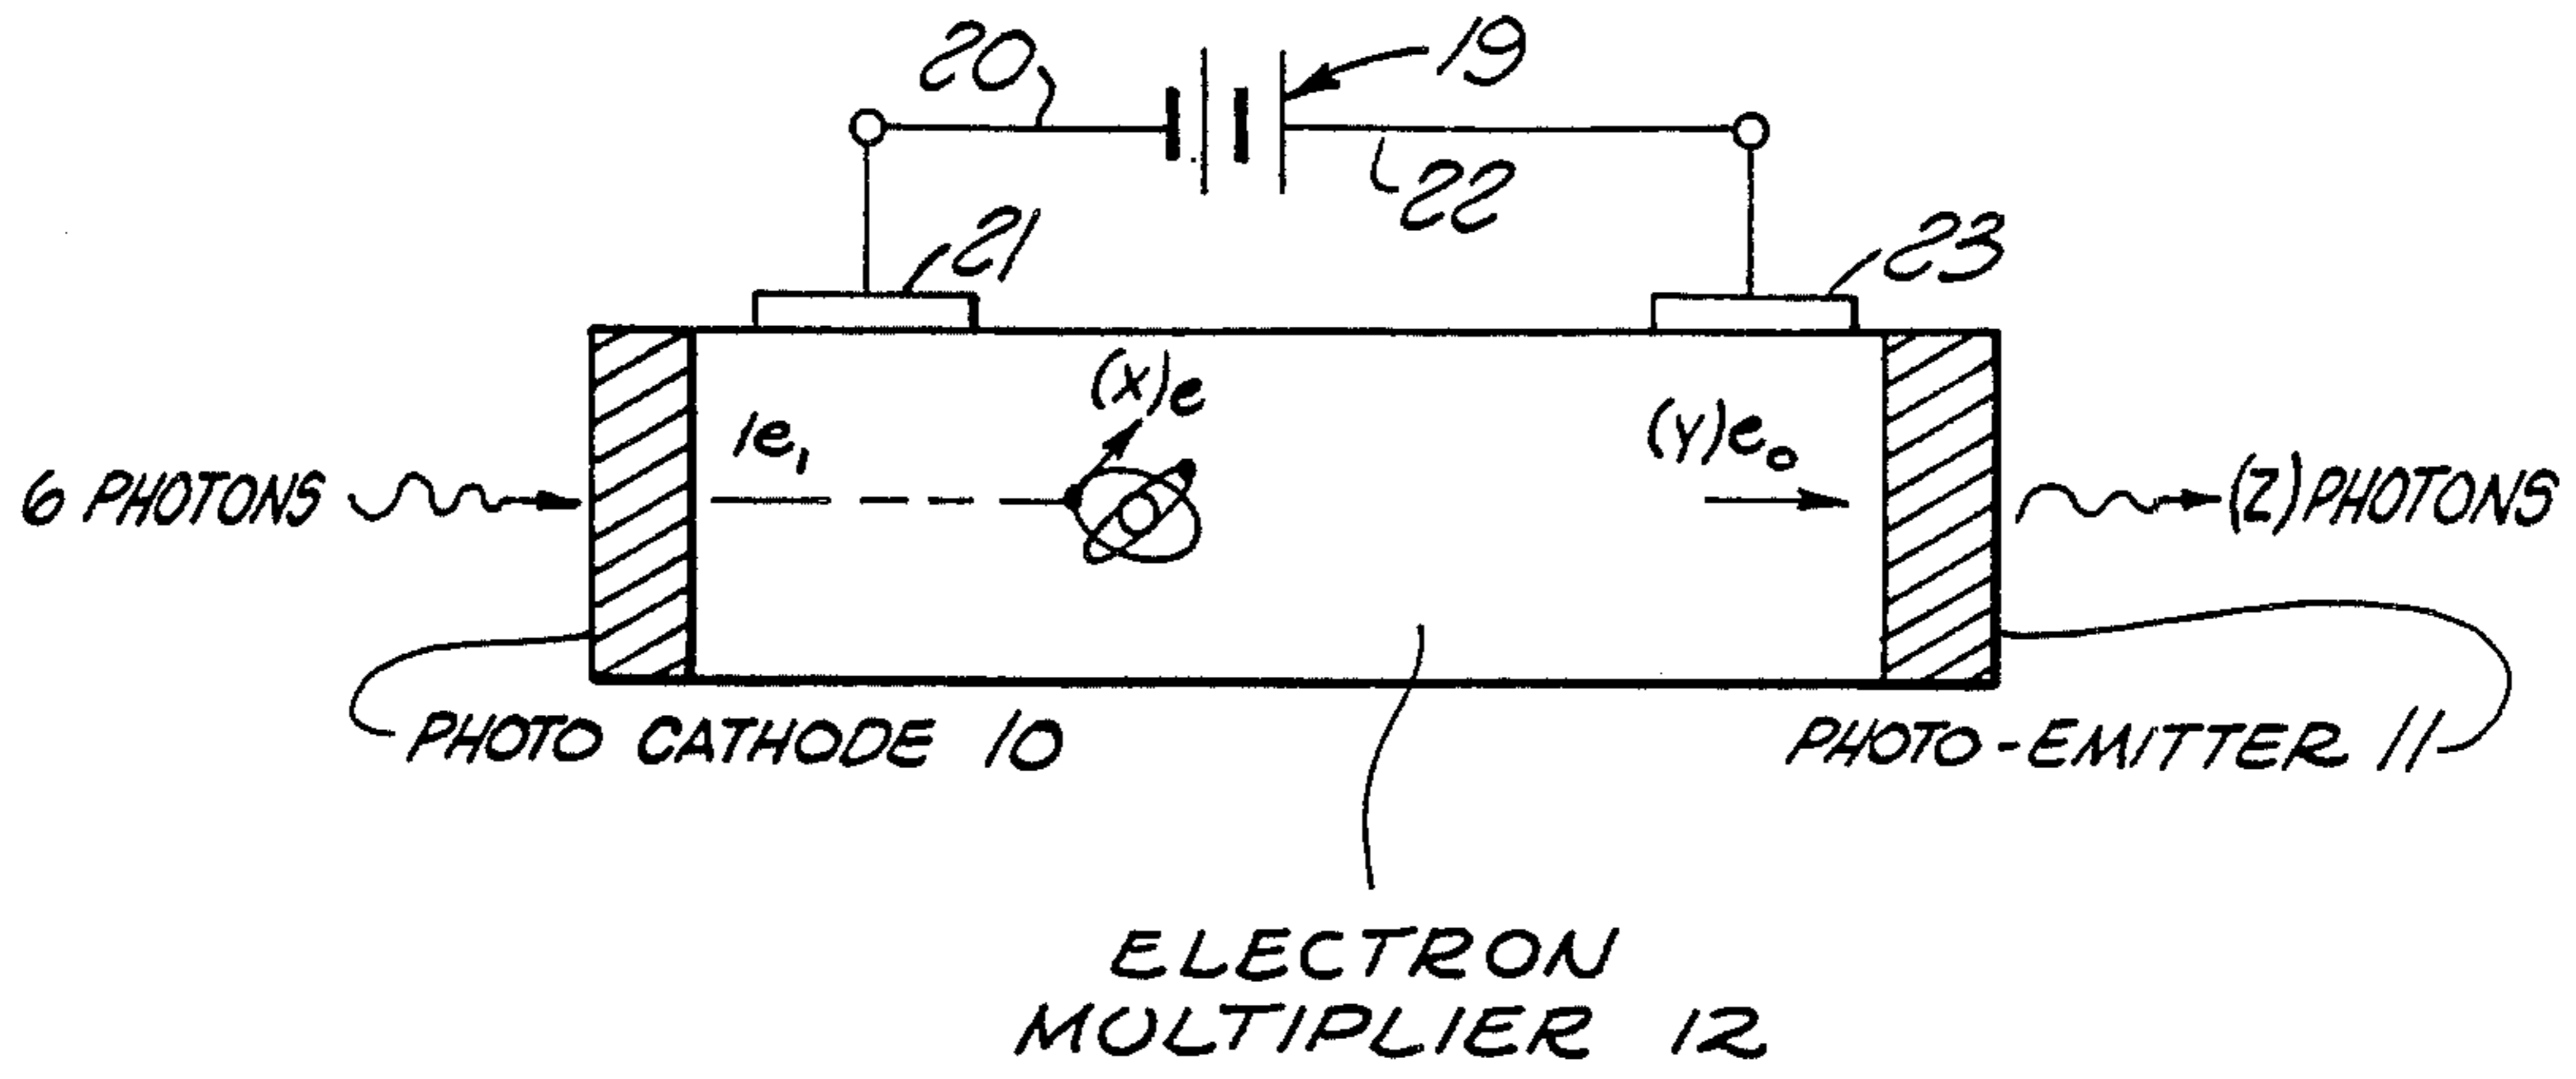 20
19
22
21
23
(x)e
1e₁
(y)e₀
6 PHOTONS
(Z) PHOTONS
PHOTO CATHODE 10
PHOTO-EMITTER 11
ELECTRON
MULTIPLIER 12